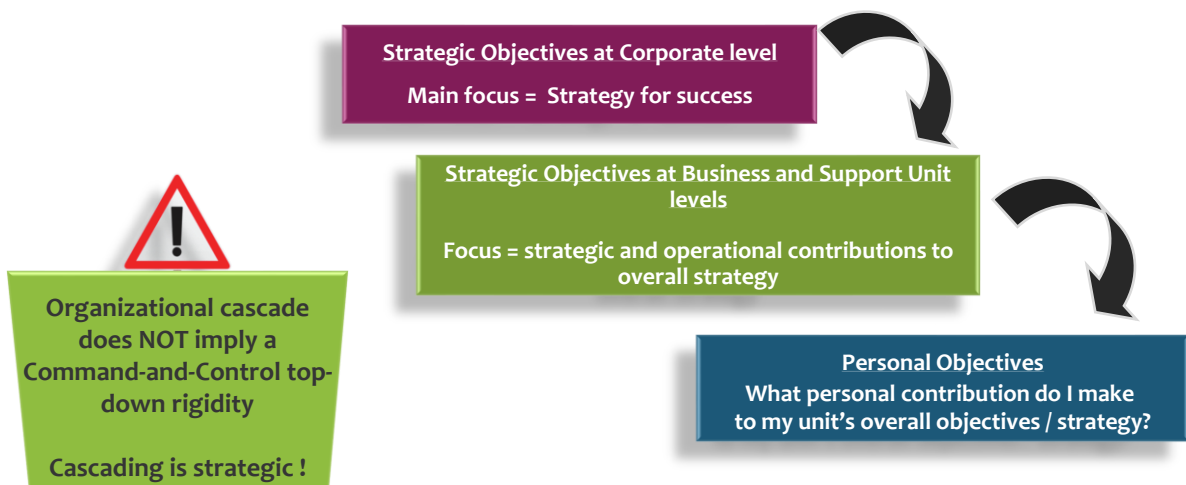 Strategic Objectives at Corporate level
Main focus = Strategy for success
Strategic Objectives at Business and Support Unit
levels
Focus = strategic and operational contributions to
overall strategy
!
Organizational cascade
does NOT imply a
Command-and-Control top-
down rigidity
Cascading is strategic !
Personal Objectives
What personal contribution do I make
to my unit’s overall objectives / strategy?